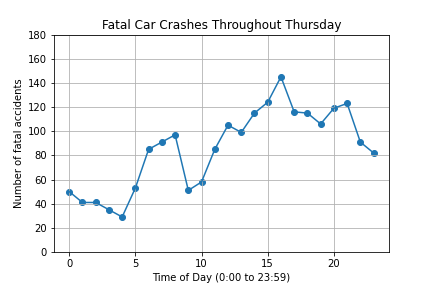 Fatal Car Crashes Throughout Thursday
Number of fatal accidents
180
160
140
120
100
80
60
40
20
0
0 5 10 15 20
Time of Day (0:00 to 23:59)